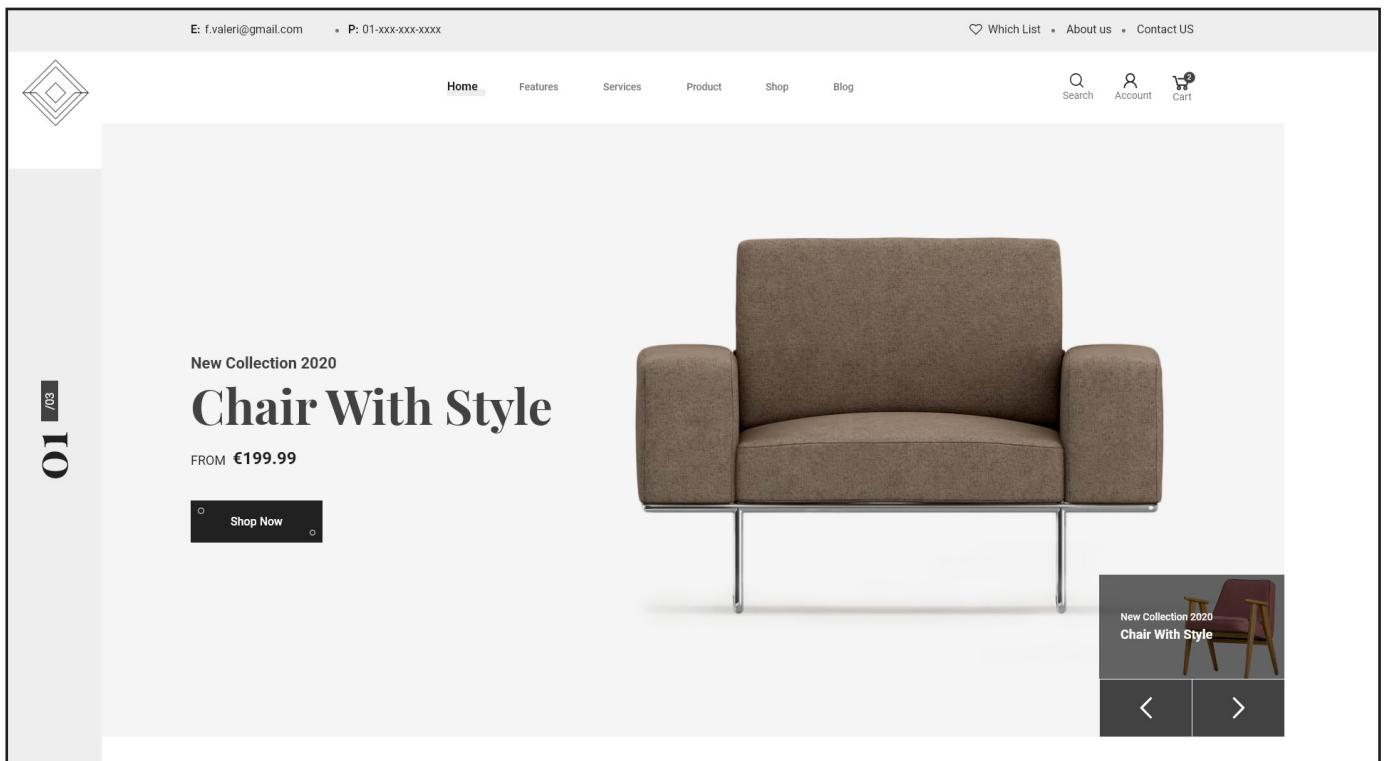 E: f.valeri@gmail.com • P: 01-xxx-xxx-xxxx
Which List • About us • Contact US
Home Features Services Product Shop Blog
2
Search Account Cart
New Collection 2020
Chair With Style
FROM €199.99
Shop Now
01 /03
New Collection 2020
Chair With Style